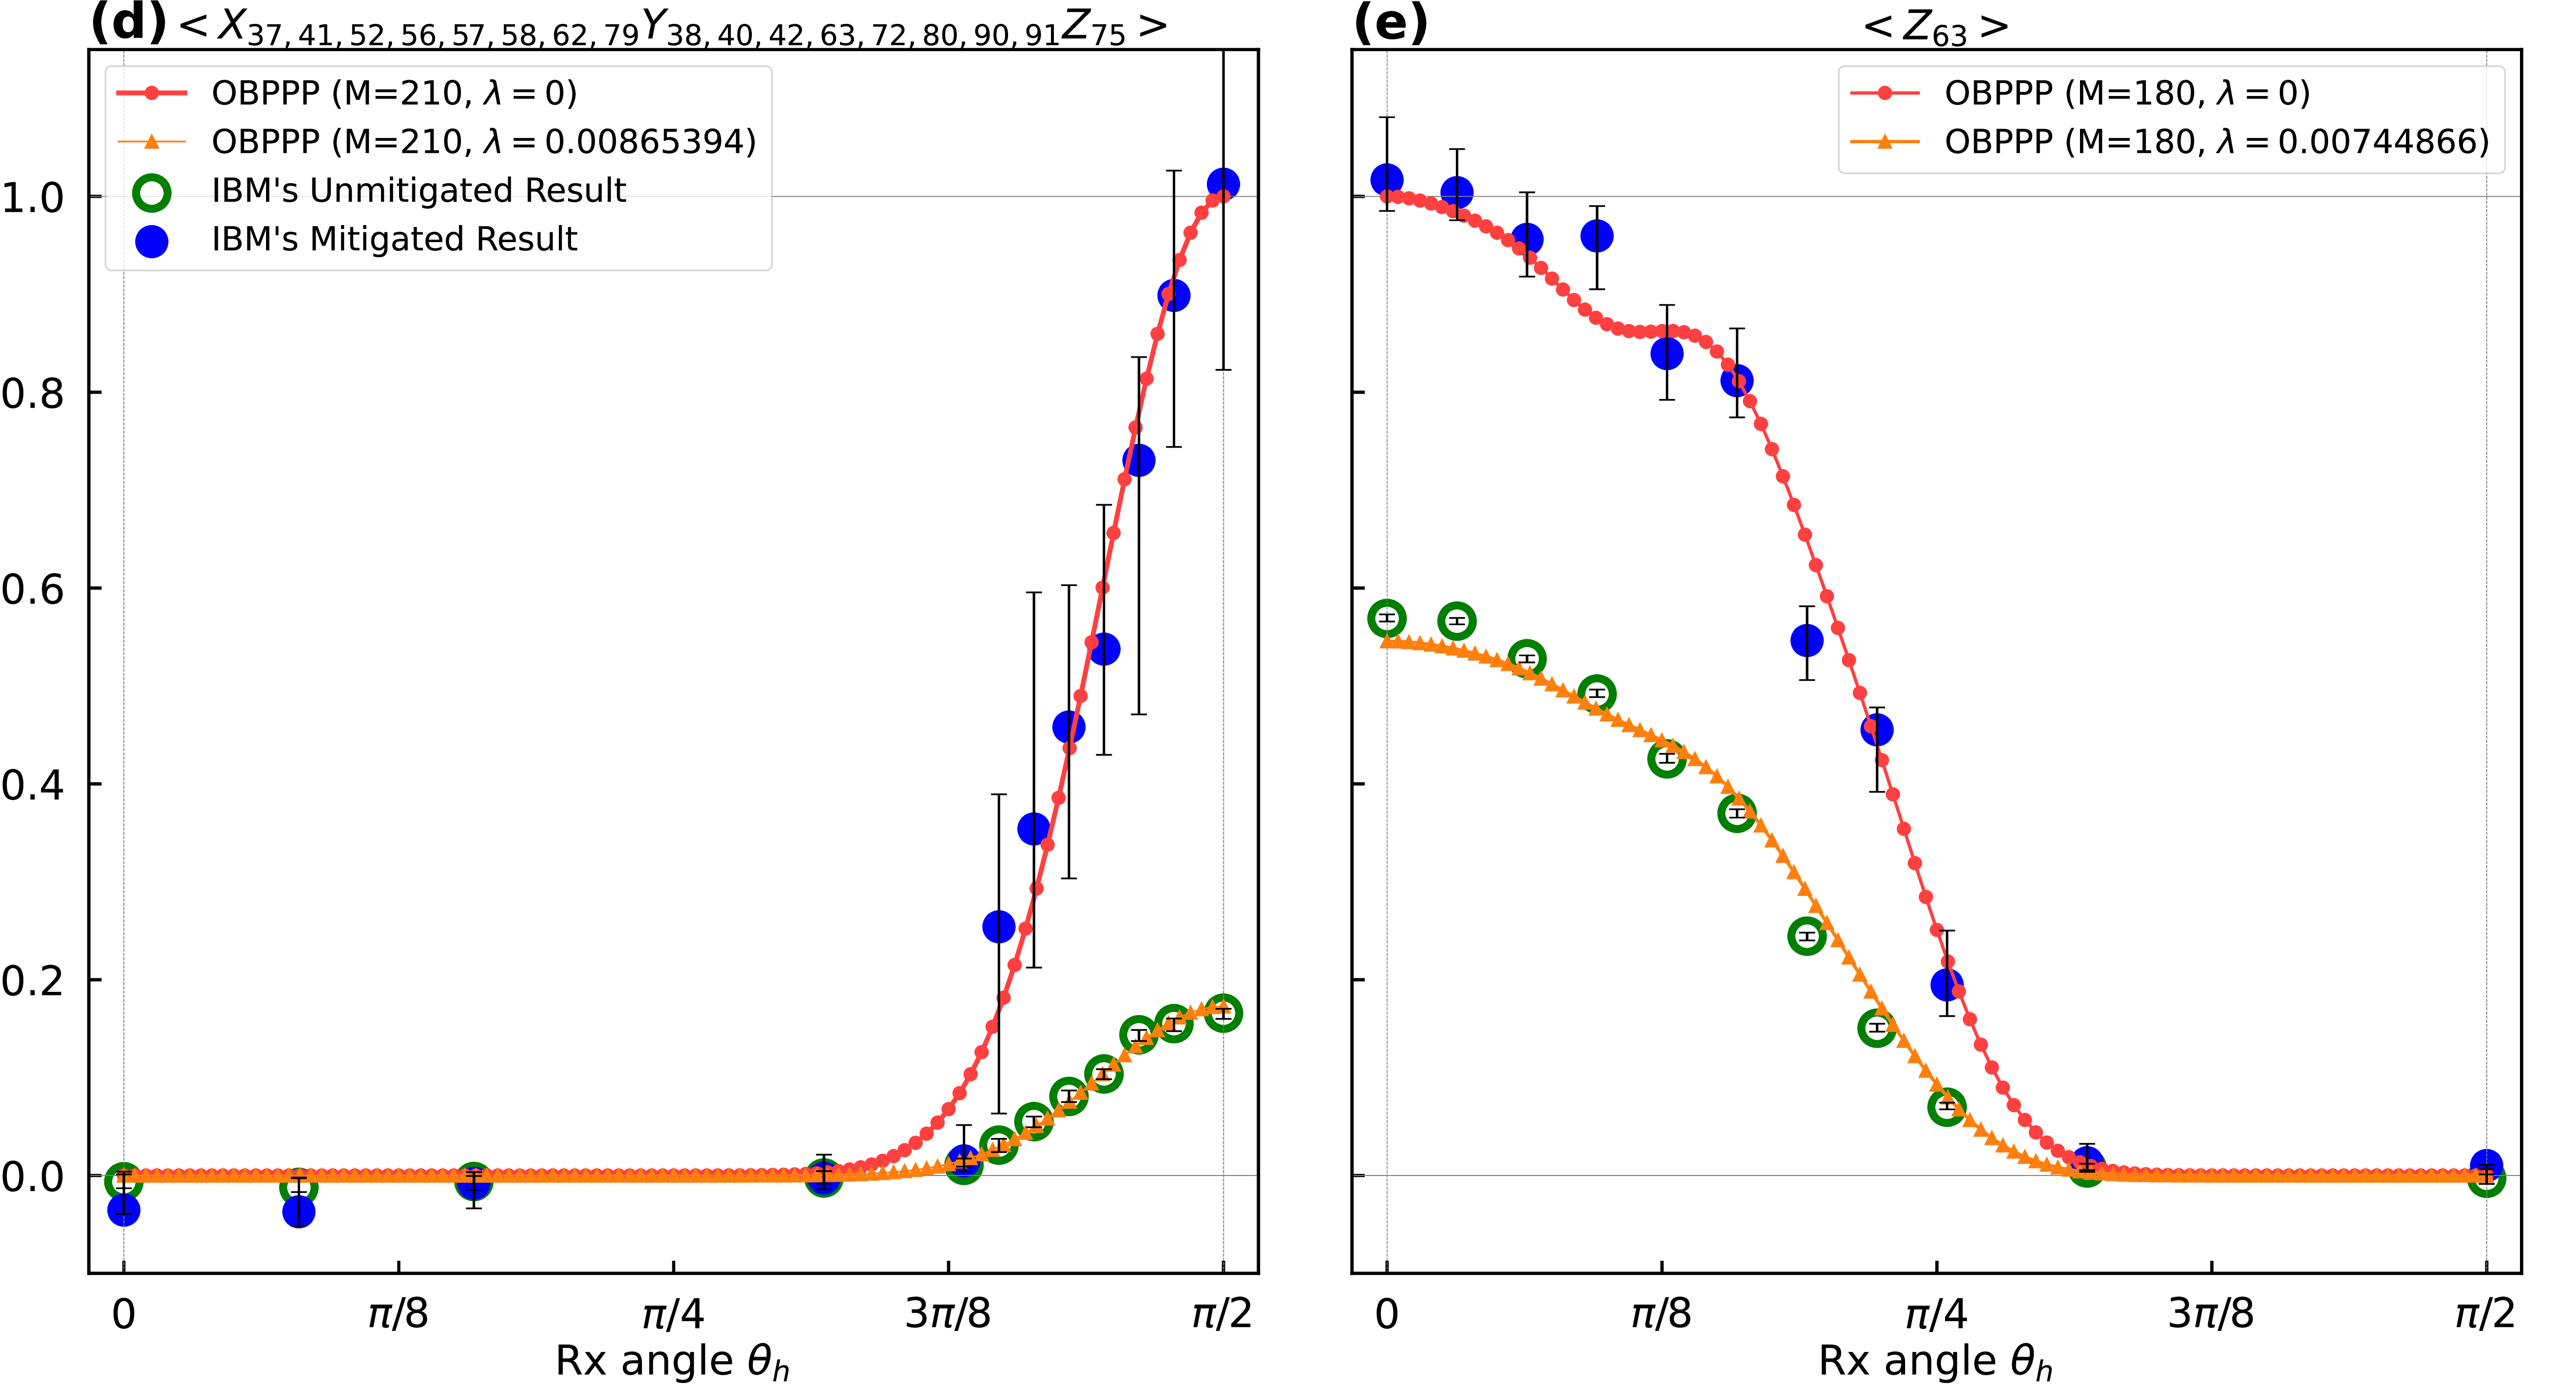 (d) < X37, 41, 52, 56, 57, 58, 62, 79Y38, 40, 42, 63, 72, 80, 90, 91Z75 >
OBPPP (M=210, λ = 0)
OBPPP (M=210, λ = 0.00865394)
IBM's Unmitigated Result
IBM's Mitigated Result
1.0
0.8
0.6
0.4
0.2
0.0
0 π/8 π/4 3π/8 π/2
Rx angle θh
(e) < Z63 >
OBPPP (M=180, λ = 0)
OBPPP (M=180, λ = 0.00744866)
0 π/8 π/4 3π/8 π/2
Rx angle θh